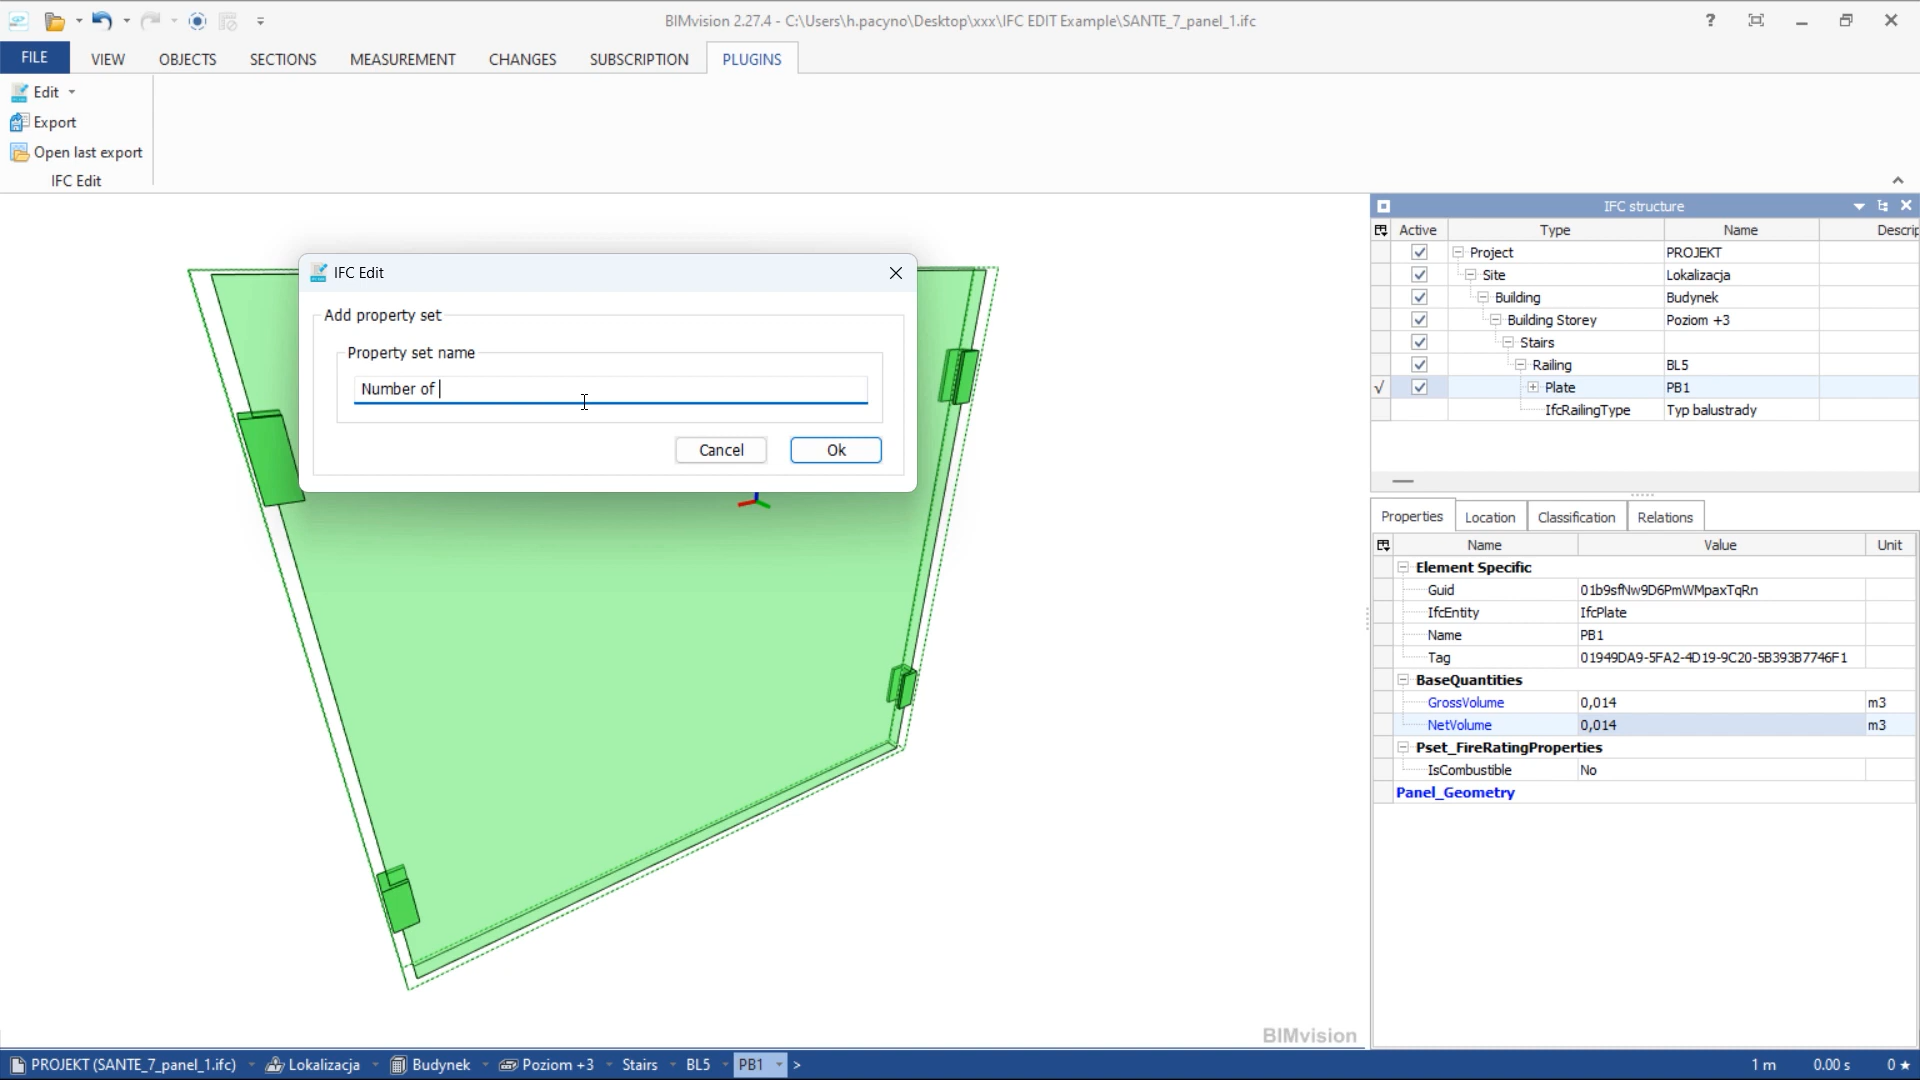 BIMvision 2.27.4 - C:\Users\h.pacyno\Desktop\xxx\IFC EDIT Example\SANTE_7_panel_1.ifc
FILE VIEW OBJECTS SECTIONS MEASUREMENT CHANGES SUBSCRIPTION PLUGINS
Edit
Export
Open last export
IFC Edit
IFC Edit
Add property set
Property set name
Number of
Cancel Ok
BIMvision
IFC structure
Active Type Name Descrip
Project PROJEKT
Site Lokalizacja
Building Budynek
Building Storey Poziom +3
Stairs
Railing BL5
Plate PB1
IfcRailingType Typ balustrady
Properties Location Classification Relations
Name Value Unit
Element Specific
Guid 01b9sfNw9D6PmWMpaxTqRn
IfcEntity IfcPlate
Name PB1
Tag 01949DA9-5FA2-4D19-9C20-5B393B7746F1
BaseQuantities
GrossVolume 0,014 m3
NetVolume 0,014 m3
Pset_FireRatingProperties
IsCombustible No
Panel_Geometry
PROJEKT (SANTE_7_panel_1.ifc) Lokalizacja Budynek Poziom +3 Stairs BL5 PB1 > 1 m 0.00 s 0